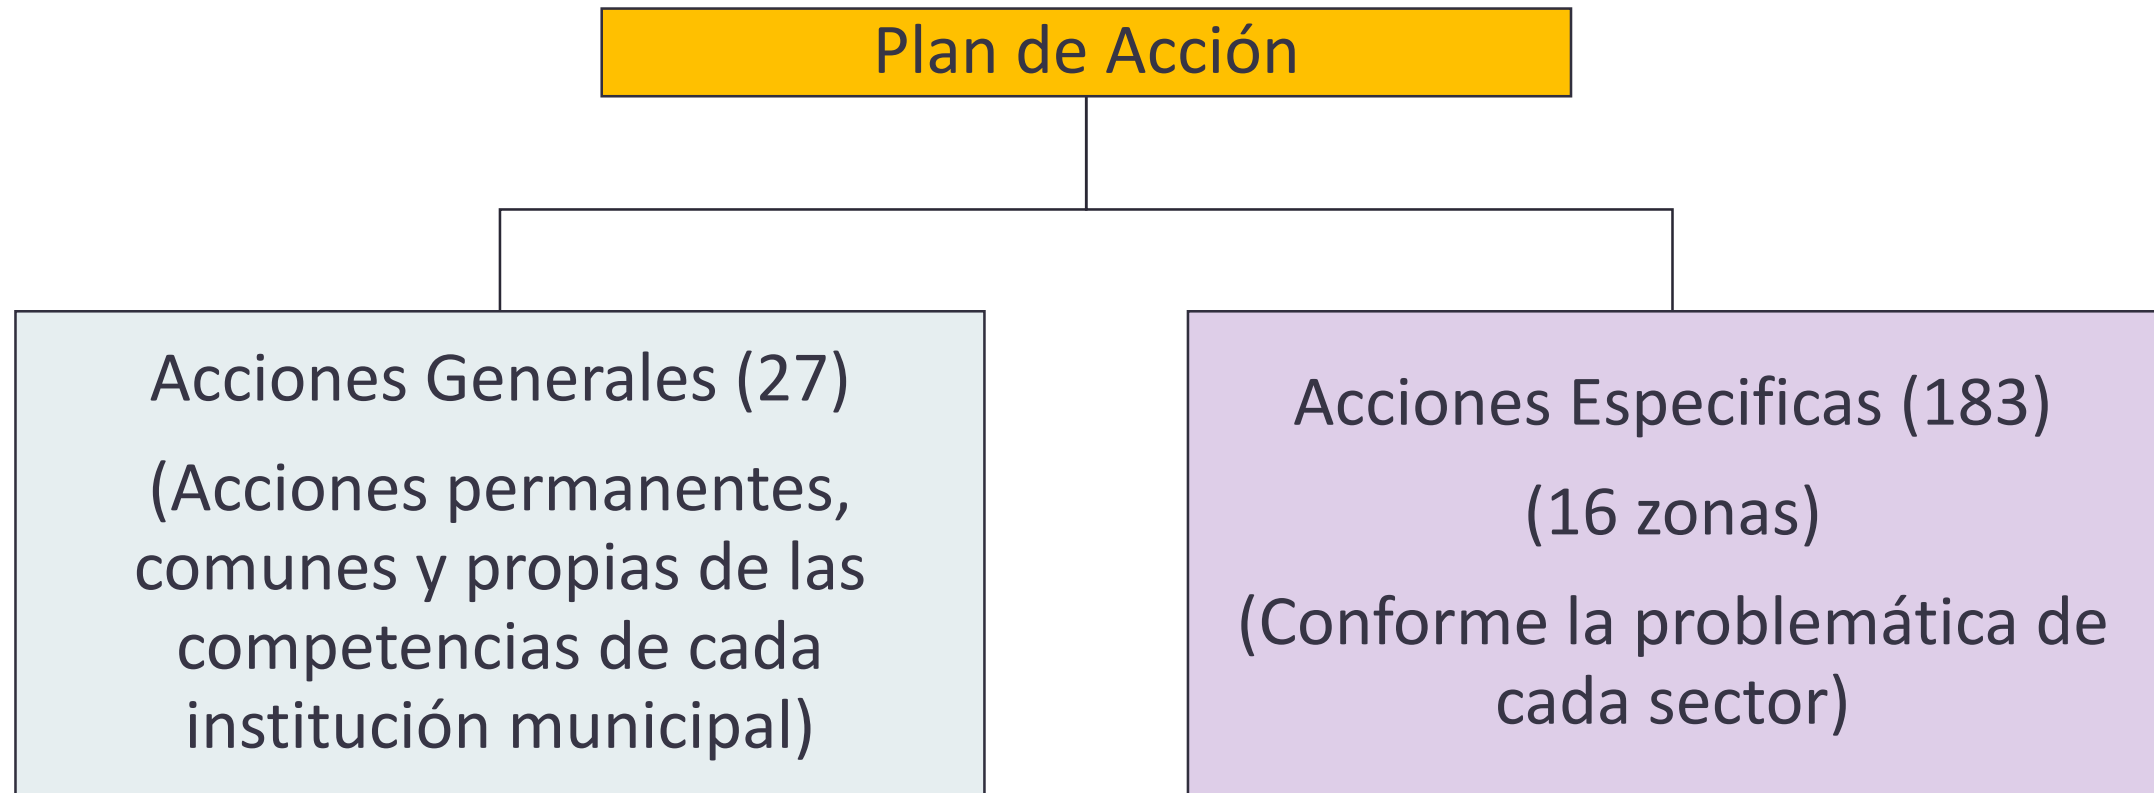 Plan de Acción
Acciones Generales (27)
(Acciones permanentes,
comunes y propias de las
competencias de cada
institución municipal)
Acciones Especificas (183)
(16 zonas)
(Conforme la problemática de
cada sector)